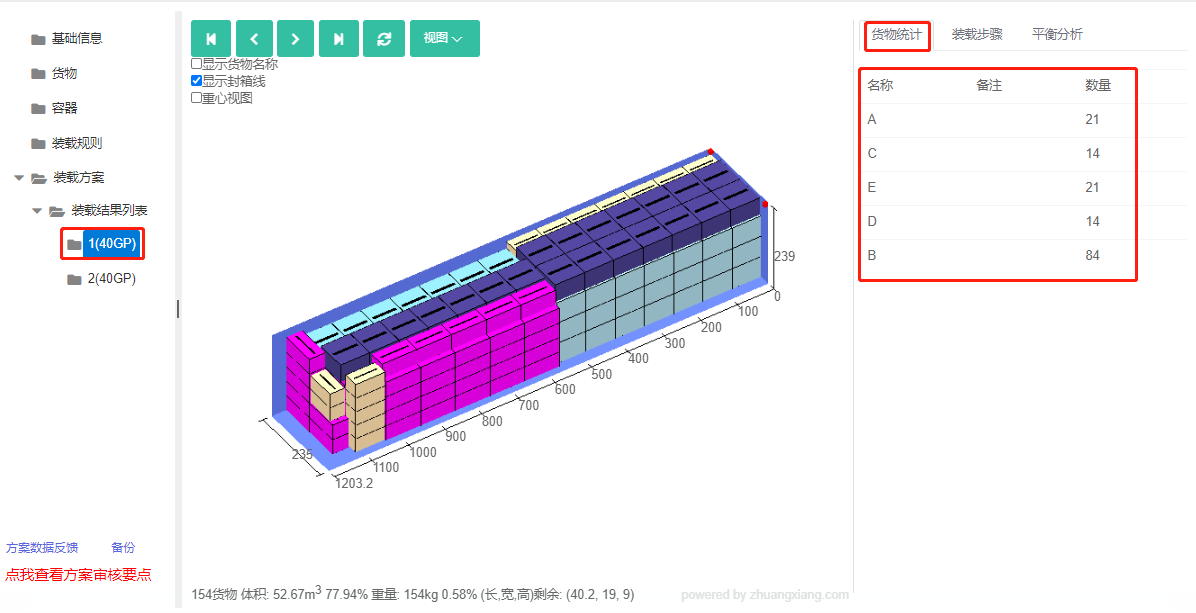 基础信息
货物
容器
装载规则
装载方案
装载结果列表
1(40GP)
2(40GP)
方案数据反馈 备份
点我查看方案审核要点
视图
显示货物名称
显示封箱线
重心视图
239
0
100
200
300
400
500
600
700
800
900
1000
1100
1203.2
235
154货物 体积: 52.67m3 77.94% 重量: 154kg 0.58% (长,宽,高)剩余: (40.2, 19, 9)
powered by zhuangxiang.com
货物统计 装载步骤 平衡分析
名称 备注 数量
A 21
C 14
E 21
D 14
B 84